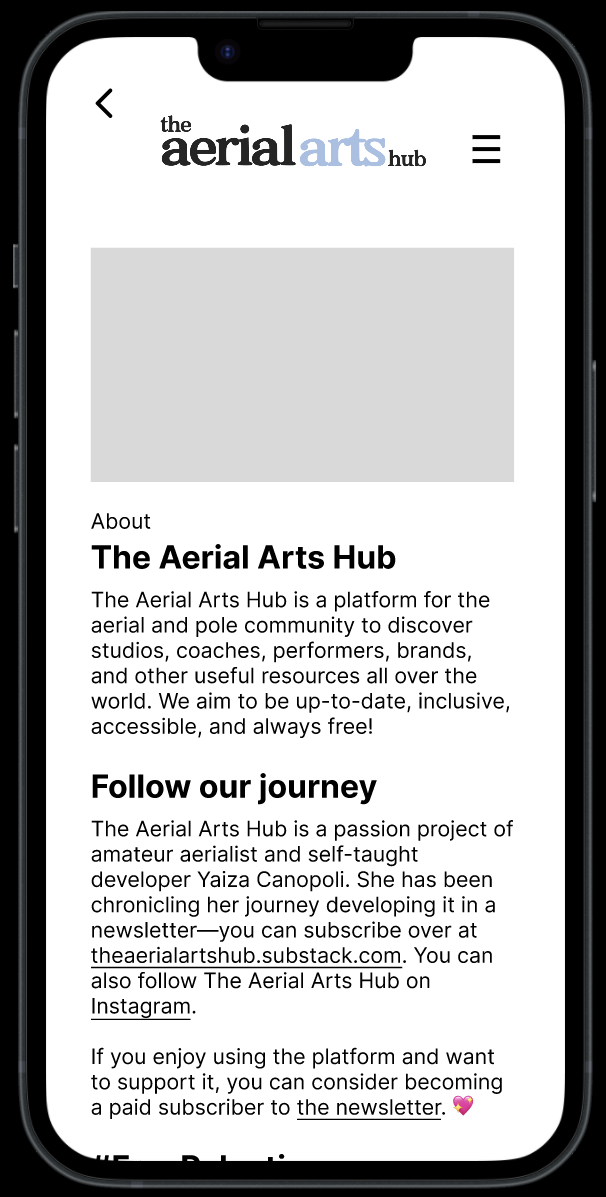 the
aerial arts hub
About
The Aerial Arts Hub
The Aerial Arts Hub is a platform for the
aerial and pole community to discover
studios, coaches, performers, brands,
and other useful resources all over the
world. We aim to be up-to-date, inclusive,
accessible, and always free!
Follow our journey
The Aerial Arts Hub is a passion project of
amateur aerialist and self-taught
developer Yaiza Canopoli. She has been
chronicling her journey developing it in a
newsletter—you can subscribe over at
theaerialartshub.substack.com. You can
also follow The Aerial Arts Hub on
Instagram.
If you enjoy using the platform and want
to support it, you can consider becoming
a paid subscriber to the newsletter. 💖